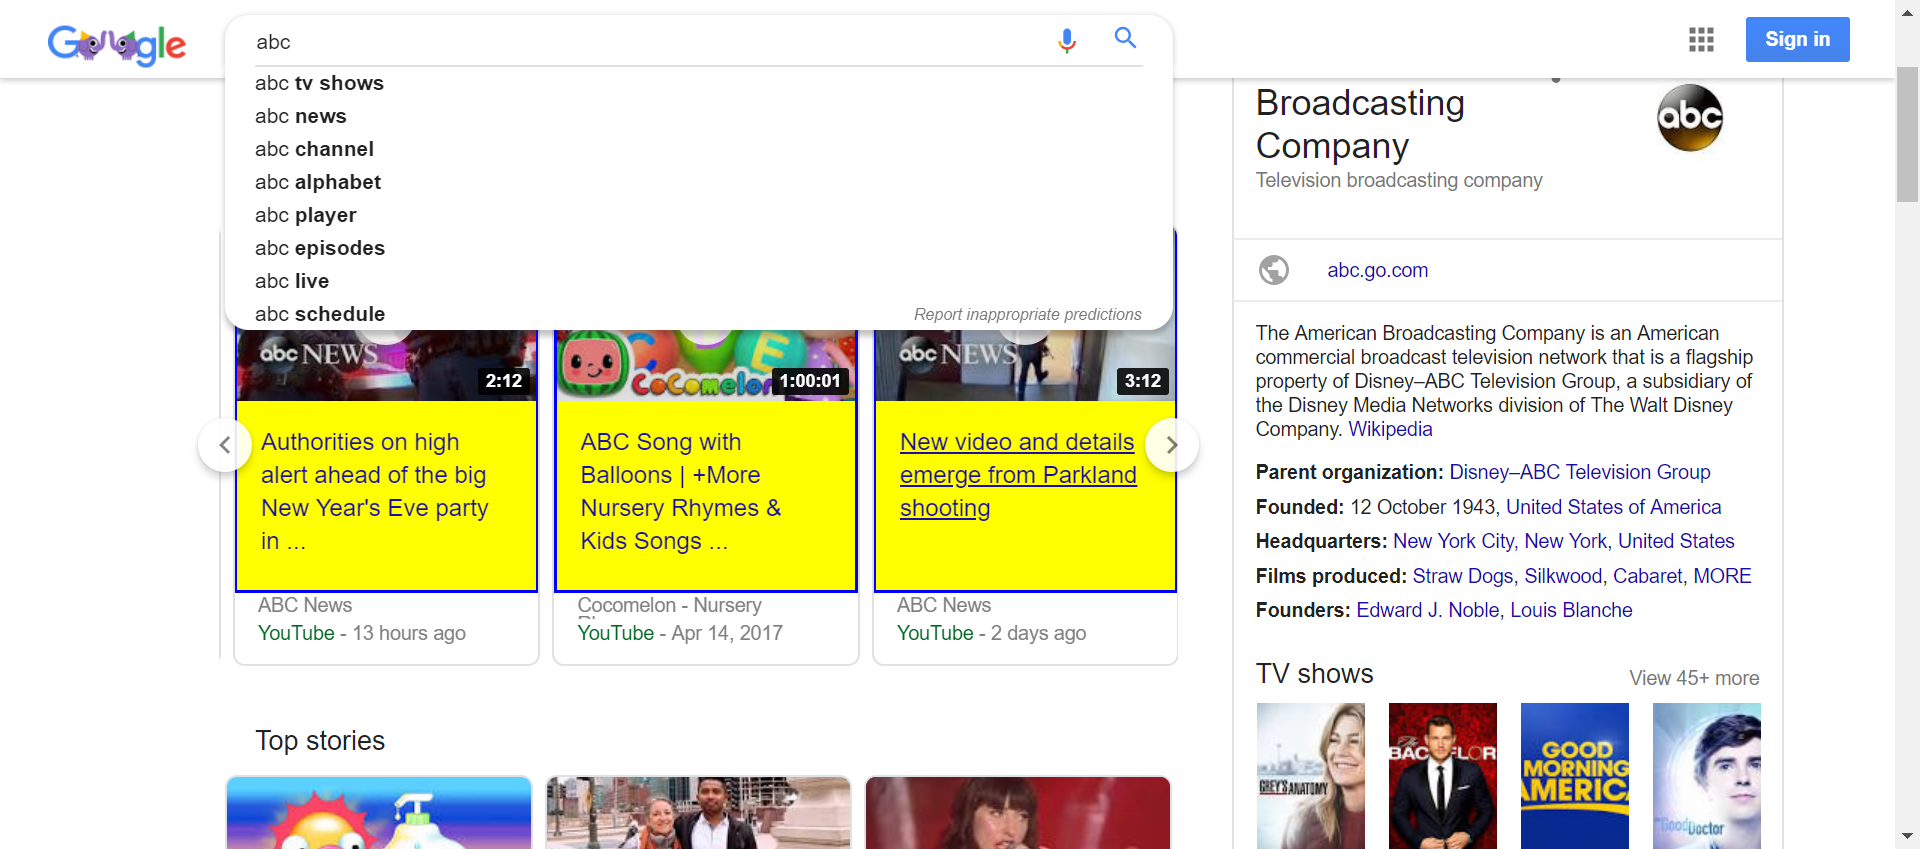 Google
abc
Sign in
abc tv shows
abc news
abc channel
abc alphabet
abc player
abc episodes
abc live
abc schedule
Report inappropriate predictions
abc NEWS
2:12
CoComelon
1:00:01
abc NEWS
3:12
Authorities on high
alert ahead of the big
New Year's Eve party
in ...
ABC Song with
Balloons | +More
Nursery Rhymes &
Kids Songs ...
New video and details
emerge from Parkland
shooting
ABC News
YouTube - 13 hours ago
Cocomelon - Nursery
YouTube - Apr 14, 2017
ABC News
YouTube - 2 days ago
Top stories
Broadcasting
Company
abc
Television broadcasting company
abc.go.com
The American Broadcasting Company is an American
commercial broadcast television network that is a flagship
property of Disney–ABC Television Group, a subsidiary of
the Disney Media Networks division of The Walt Disney
Company. Wikipedia
Parent organization: Disney–ABC Television Group
Founded: 12 October 1943, United States of America
Headquarters: New York City, New York, United States
Films produced: Straw Dogs, Silkwood, Cabaret, MORE
Founders: Edward J. Noble, Louis Blanche
TV shows
View 45+ more
GREY'S ANATOMY
The
BACHELOR
GOOD
MORNING
AMERICA
The Good Doctor